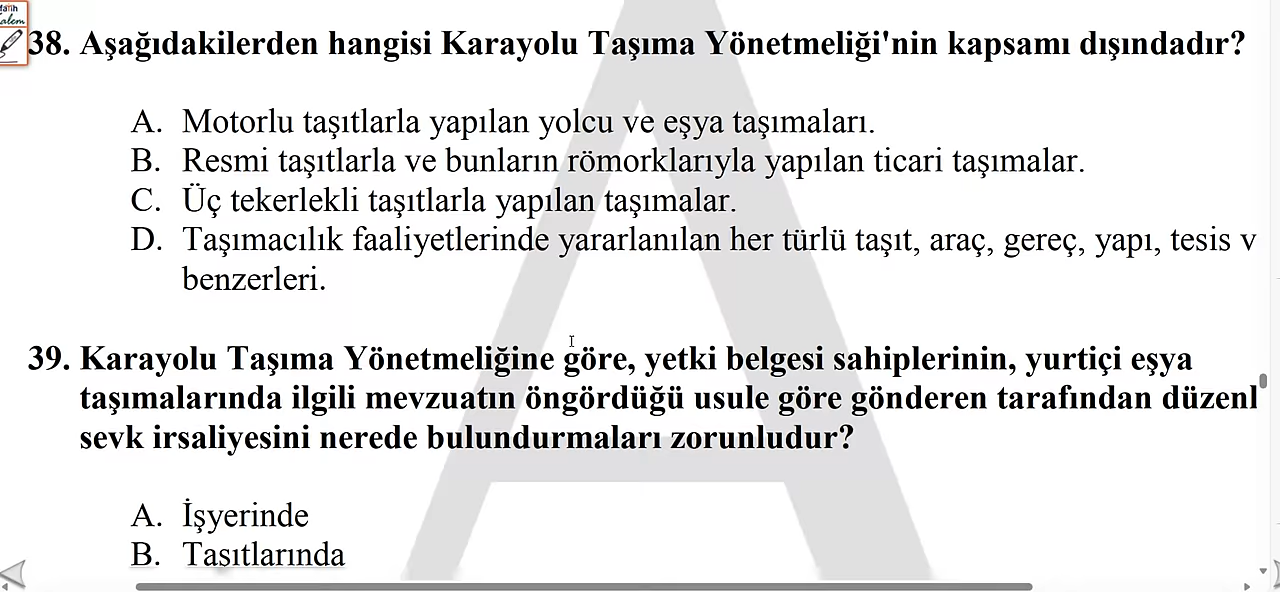 fatih
kalem
38. Aşağıdakilerden hangisi Karayolu Taşıma Yönetmeliği'nin kapsamı dışındadır?
A. Motorlu taşıtlarla yapılan yolcu ve eşya taşımaları.
B. Resmi taşıtlarla ve bunların römorklarıyla yapılan ticari taşımalar.
C. Üç tekerlekli taşıtlarla yapılan taşımalar.
D. Taşımacılık faaliyetlerinde yararlanılan her türlü taşıt, araç, gereç, yapı, tesis v
benzerleri.
39. Karayolu Taşıma Yönetmeliğine göre, yetki belgesi sahiplerinin, yurtiçi eşya
taşımalarında ilgili mevzuatın öngördüğü usule göre gönderen tarafından düzenl
sevk irsaliyesini nerede bulundurmaları zorunludur?
A. İşyerinde
B. Taşıtlarında
A